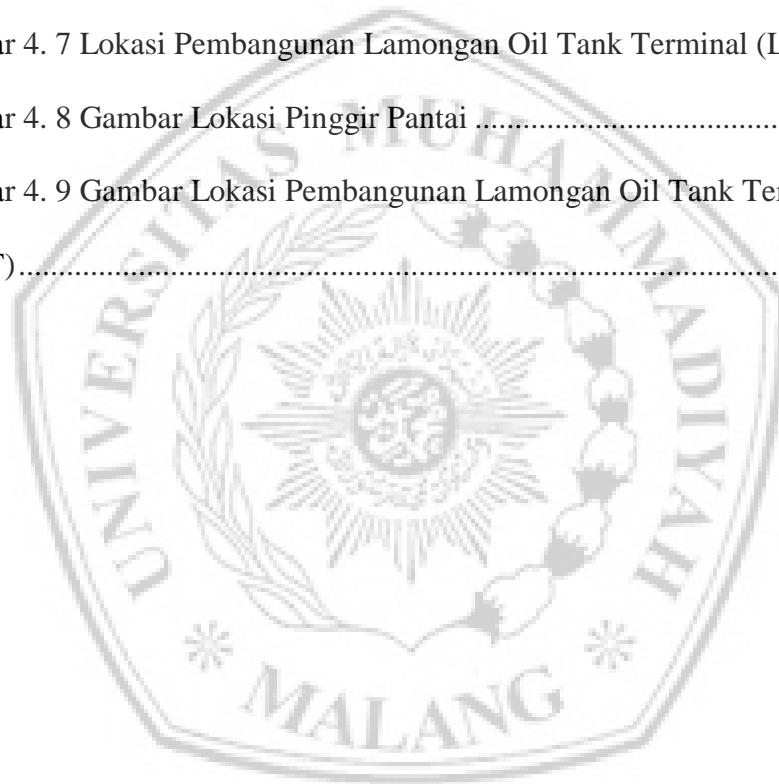 ar 4. 7 Lokasi Pembangunan Lamongan Oil Tank Terminal (L
ar 4. 8 Gambar Lokasi Pinggir Pantai ....................................
ar 4. 9 Gambar Lokasi Pembangunan Lamongan Oil Tank Ter
T)....................................................................................................
UNIVERSITAS MUHAMMADIYAH
MALANG